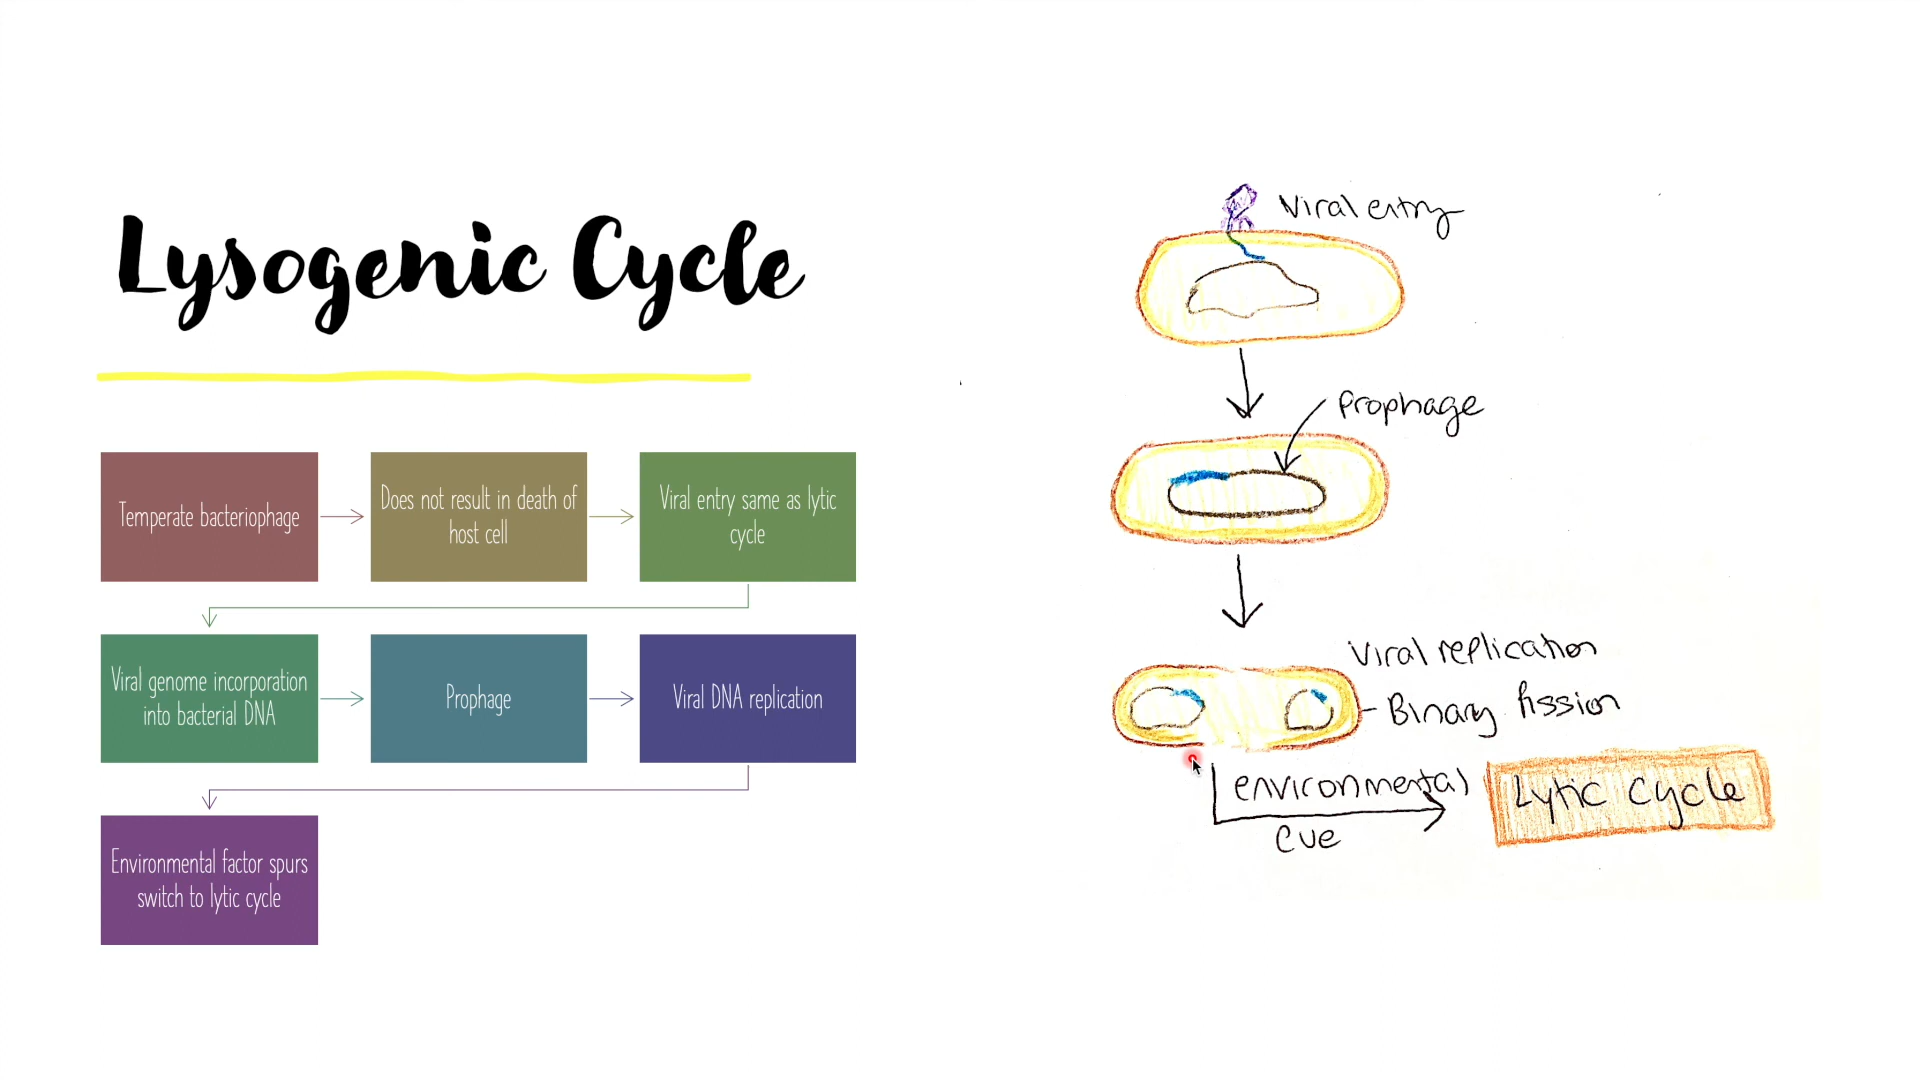 Lysogenic Cycle
Temperate bacteriophage
Does not result in death of
host cell
Viral entry same as lytic
cycle
Viral genome incorporation
into bacterial DNA
Prophage
Viral DNA replication
Environmental factor spurs
switch to lytic cycle
Viral entry
Prophage
Viral replication
Binary fission
environmental
cue
Lytic Cycle